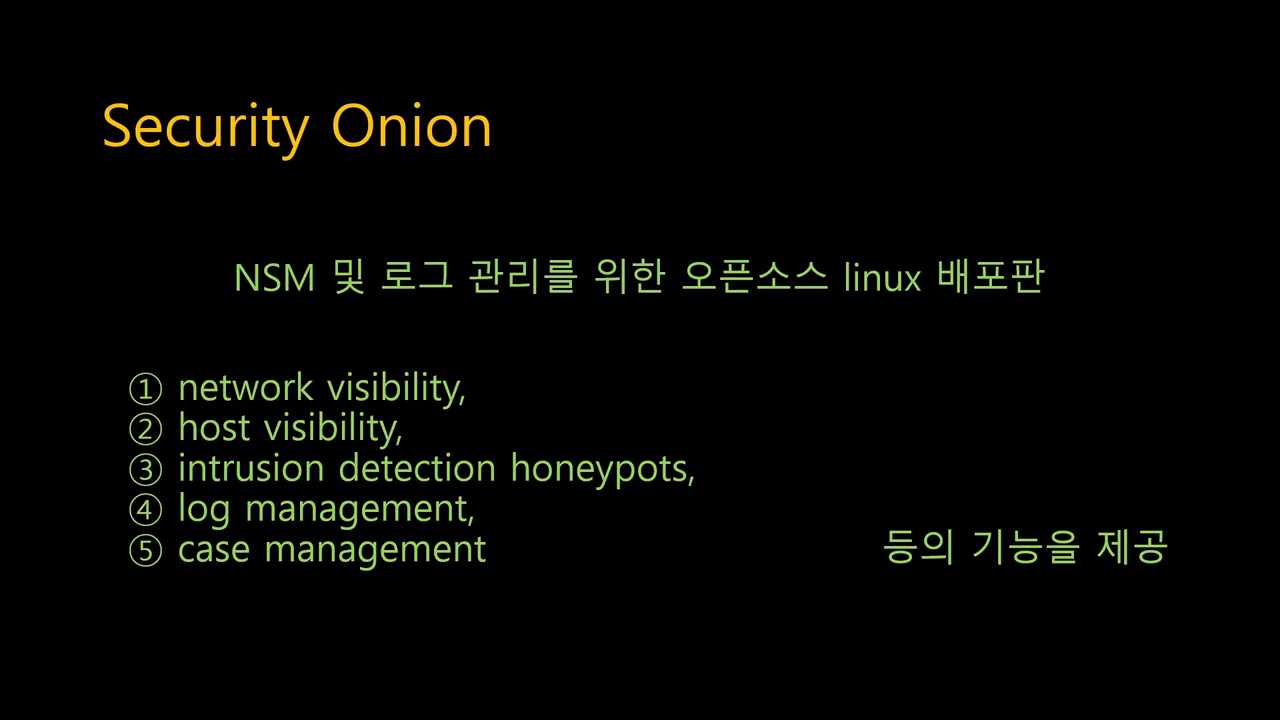 Security Onion
NSM 및 로그 관리를 위한 오픈소스 linux 배포판
① network visibility,
② host visibility,
③ intrusion detection honeypots,
④ log management,
⑤ case management 등의 기능을 제공